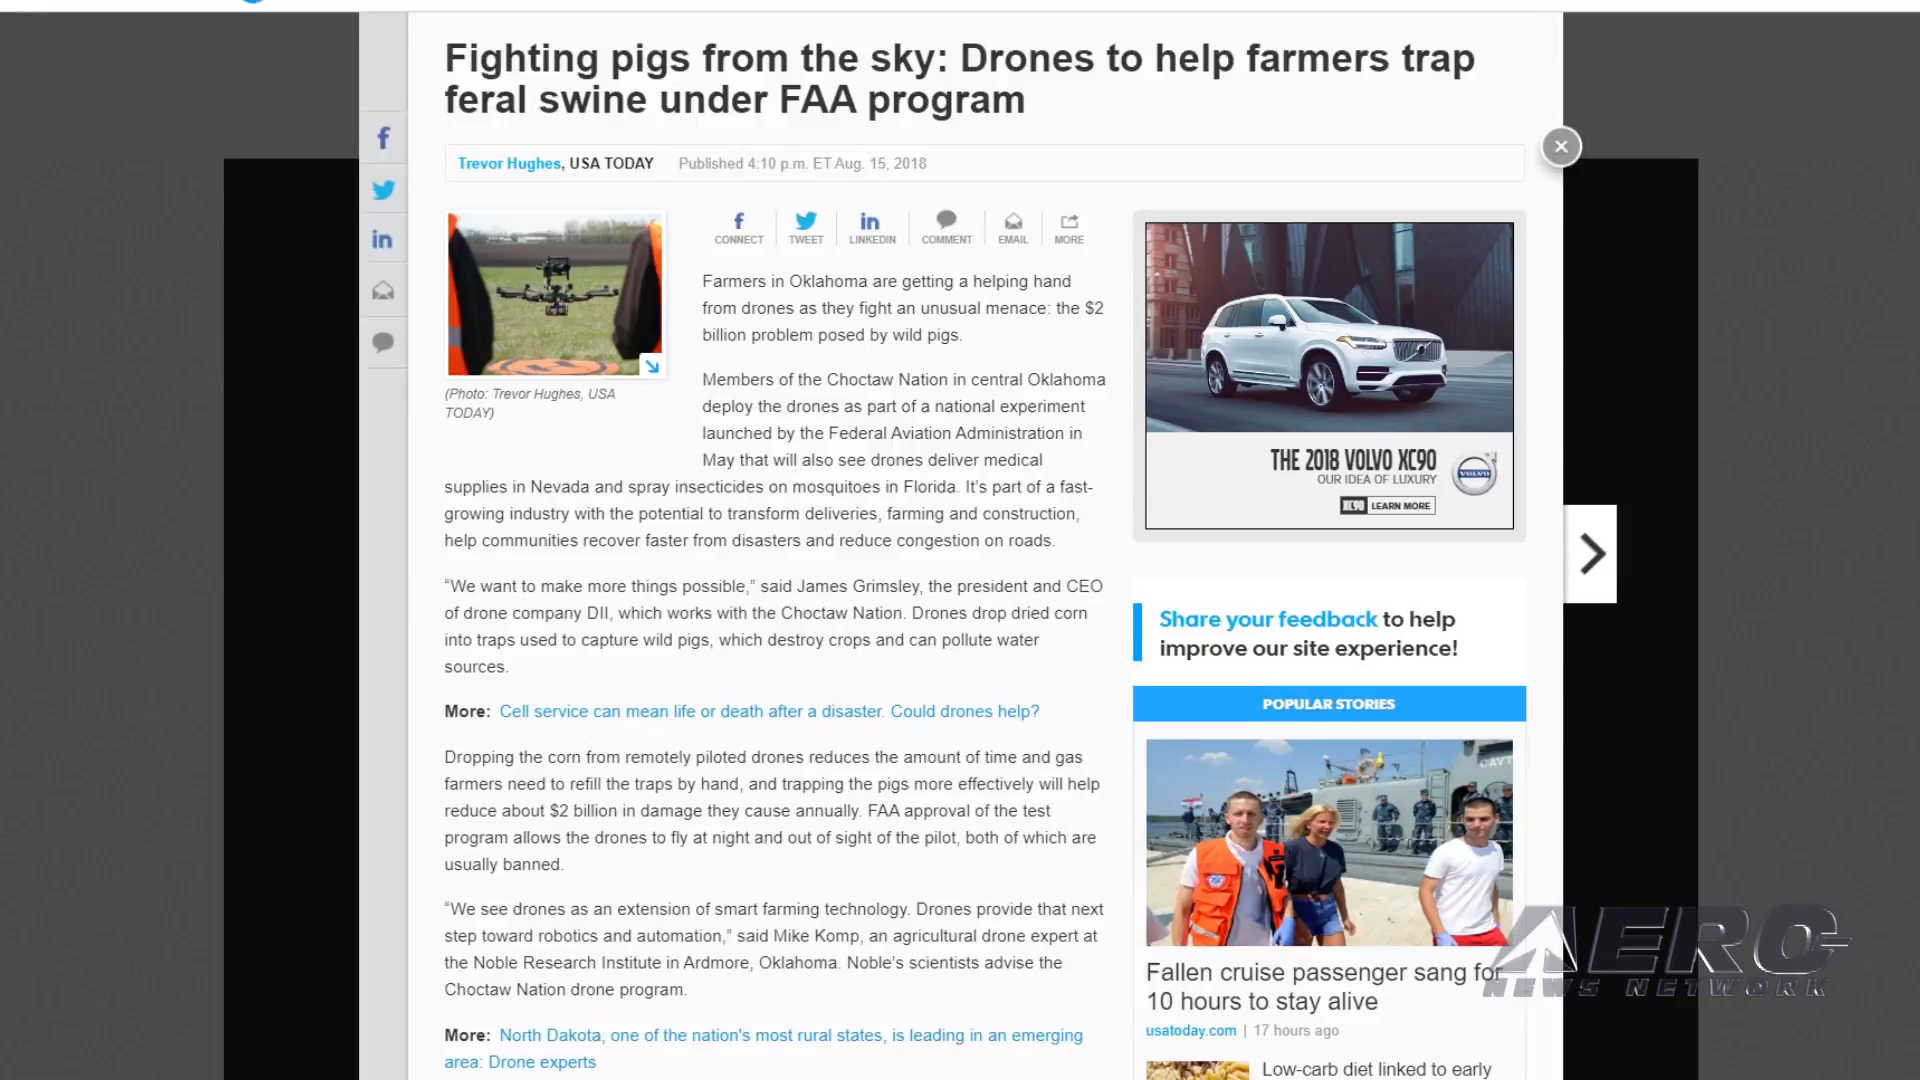 Fighting pigs from the sky: Drones to help farmers trap
feral swine under FAA program
Trevor Hughes, USA TODAY Published 4:10 p.m. ET Aug. 15, 2018
CONNECT TWEET LINKEDIN COMMENT EMAIL MORE
(Photo: Trevor Hughes, USA
TODAY)
Farmers in Oklahoma are getting a helping hand
from drones as they fight an unusual menace: the $2
billion problem posed by wild pigs.
Members of the Choctaw Nation in central Oklahoma
deploy the drones as part of a national experiment
launched by the Federal Aviation Administration in
May that will also see drones deliver medical
supplies in Nevada and spray insecticides on mosquitoes in Florida. It’s part of a fast-
growing industry with the potential to transform deliveries, farming and construction,
help communities recover faster from disasters and reduce congestion on roads.
“We want to make more things possible,” said James Grimsley, the president and CEO
of drone company DII, which works with the Choctaw Nation. Drones drop dried corn
into traps used to capture wild pigs, which destroy crops and can pollute water
sources.
More: Cell service can mean life or death after a disaster. Could drones help?
Dropping the corn from remotely piloted drones reduces the amount of time and gas
farmers need to refill the traps by hand, and trapping the pigs more effectively will help
reduce about $2 billion in damage they cause annually. FAA approval of the test
program allows the drones to fly at night and out of sight of the pilot, both of which are
usually banned.
“We see drones as an extension of smart farming technology. Drones provide that next
step toward robotics and automation,” said Mike Komp, an agricultural drone expert at
the Noble Research Institute in Ardmore, Oklahoma. Noble’s scientists advise the
Choctaw Nation drone program.
More: North Dakota, one of the nation's most rural states, is leading in an emerging
area: Drone experts
THE 2018 VOLVO XC90
OUR IDEA OF LUXURY
VOLVO
XC90 LEARN MORE
Share your feedback to help
improve our site experience!
POPULAR STORIES
Fallen cruise passenger sang for
10 hours to stay alive
usatoday.com | 17 hours ago
Low-carb diet linked to early
AERO
NEWS NETWORK